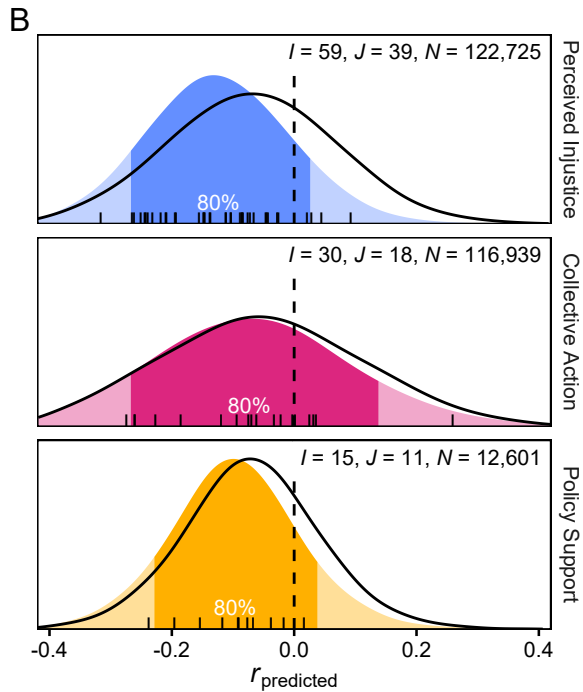 B
I = 59, J = 39, N = 122,725
Perceived Injustice
80%
I = 30, J = 18, N = 116,939
Collective Action
80%
I = 15, J = 11, N = 12,601
Policy Support
80%
-0.4 -0.2 0.0 0.2 0.4
rpredicted